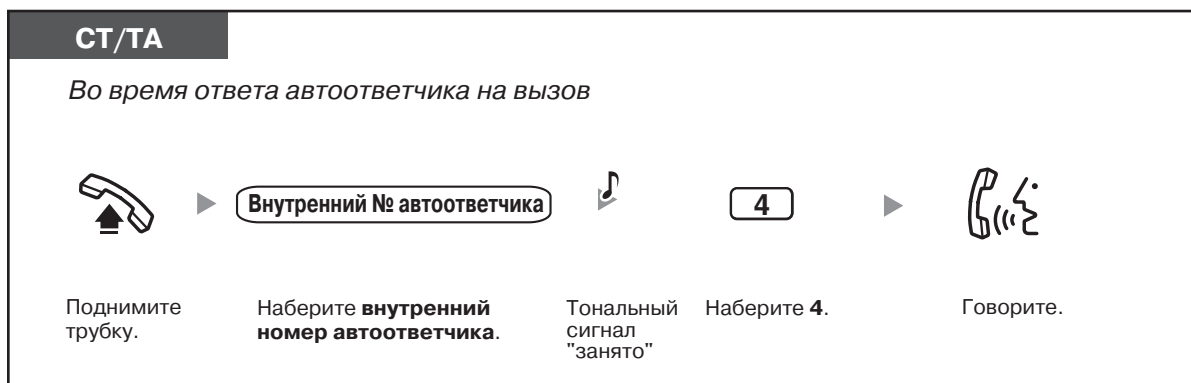 СТ/ТА
Во время ответа автоответчика на вызов
Внутренний № автоответчика
4
Поднимите
трубку.
Наберите внутренний
номер автоответчика.
Тональный
сигнал
"занято"
Наберите 4.
Говорите.